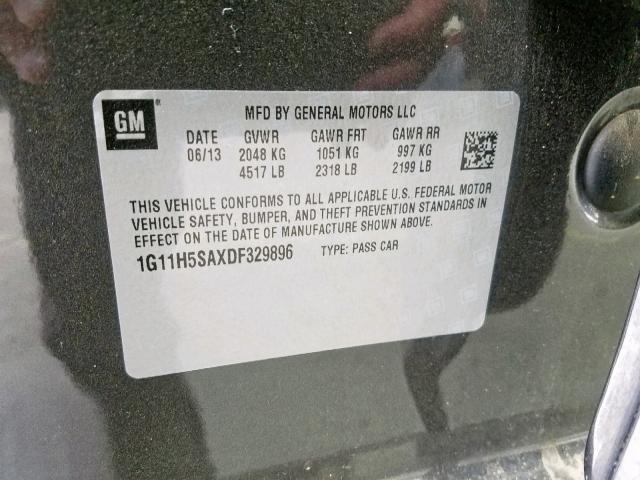 GM
MFD BY GENERAL MOTORS LLC
DATE GVWR GAWR FRT GAWR RR
06/13 2048 KG 1051 KG 997 KG
4517 LB 2318 LB 2199 LB
THIS VEHICLE CONFORMS TO ALL APPLICABLE U.S. FEDERAL MOTOR
VEHICLE SAFETY, BUMPER, AND THEFT PREVENTION STANDARDS IN
EFFECT ON THE DATE OF MANUFACTURE SHOWN ABOVE.
1G11H5SAXDF329896 TYPE: PASS CAR